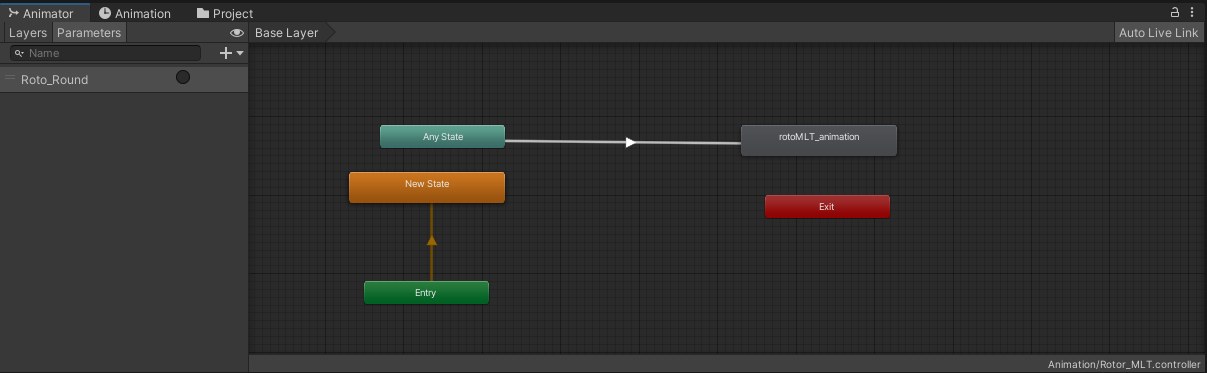 Animator Animation Project
Layers Parameters Base Layer Auto Live Link
Name
Roto_Round
Any State
rotoMLT_animation
New State
Exit
Entry
Animation/Rotor_MLT.controller